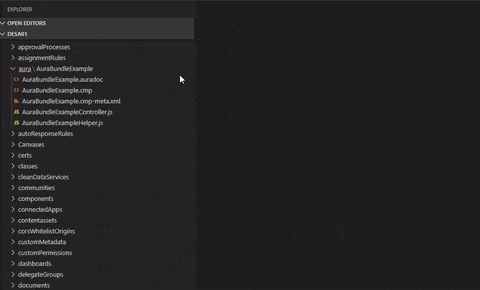 EXPLORER
OPEN EDITORS
DESA01
approvalProcesses
assignmentRules
aura \ AuraBundleExample
AuraBundleExample.auradoc
AuraBundleExample.cmp
AuraBundleExample.cmp-meta.xml
AuraBundleExampleController.js
AuraBundleExampleHelper.js
autoResponseRules
Canvases
certs
classes
cleanDataServices
communities
components
connectedApps
contentassets
corsWhitelistOrigins
customMetadata
customPermissions
dashboards
delegateGroups
documents